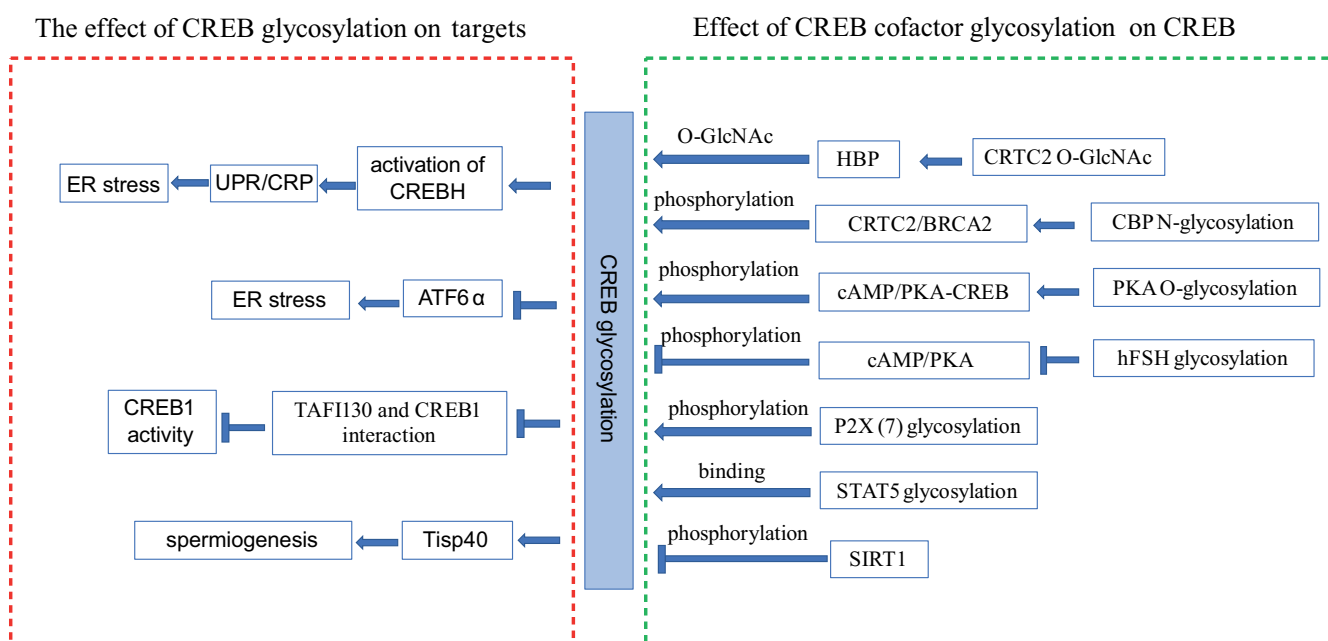 The effect of CREB glycosylation on targets
Effect of CREB cofactor glycosylation on CREB
ER stress
UPR/CRP
activation of
CREBH
ER stress
ATF6 α
CREB1
activity
TAFI130 and CREB1
interaction
spermiogenesis
Tisp40
CREB glycosylation
O-GlcNAc
HBP
CRTC2 O-GlcNAc
phosphorylation
CRTC2/BRCA2
CBP N-glycosylation
phosphorylation
cAMP/PKA-CREB
PKA O-glycosylation
phosphorylation
cAMP/PKA
hFSH glycosylation
phosphorylation
P2X (7) glycosylation
binding
STAT5 glycosylation
phosphorylation
SIRT1